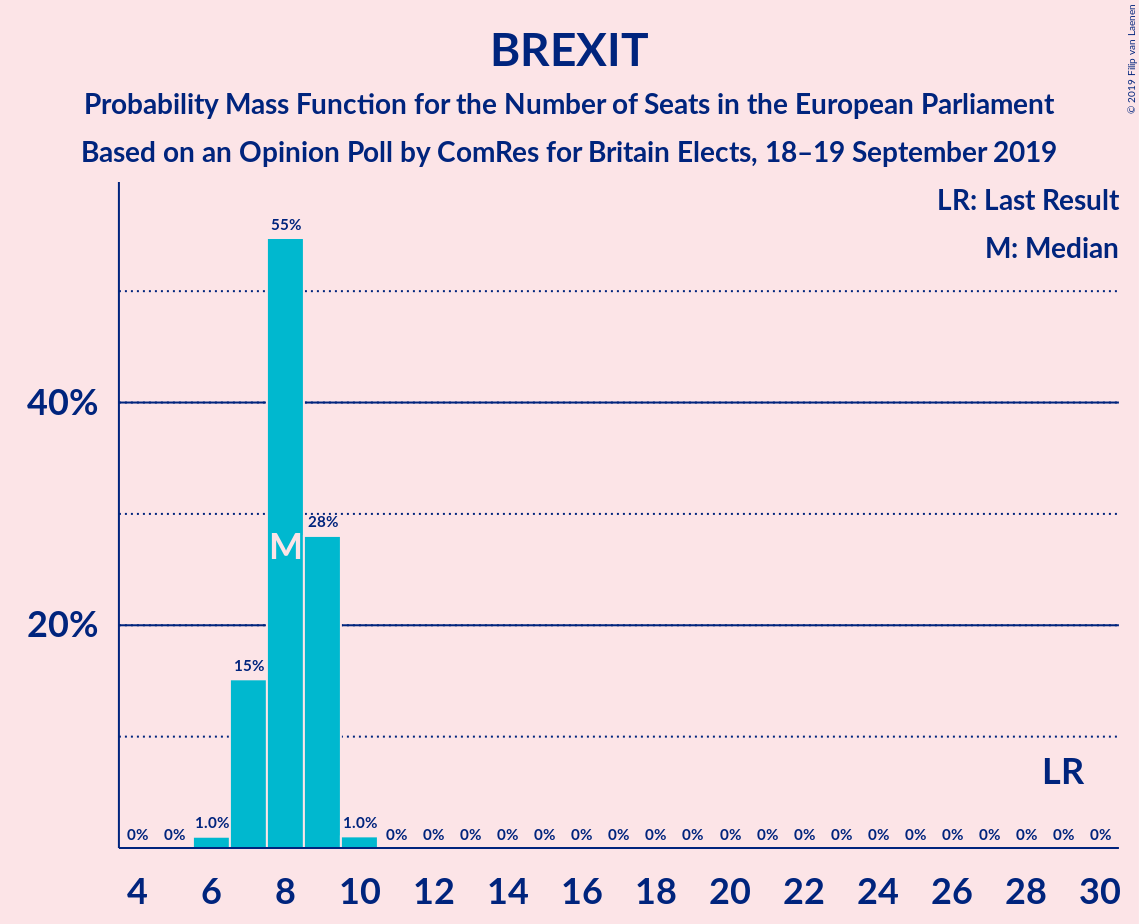 BREXIT
Probability Mass Function for the Number of Seats in the European Parliament
Based on an Opinion Poll by ComRes for Britain Elects, 18–19 September 2019
© 2019 Filip van Laenen
LR: Last Result
M: Median
55%
40%
28%
M
20%
15%
LR
0% 0% 1.0% 1.0% 0% 0% 0% 0% 0% 0% 0% 0% 0% 0% 0% 0% 0% 0% 0% 0% 0% 0% 0% 0%
4 6 8 10 12 14 16 18 20 22 24 26 28 30